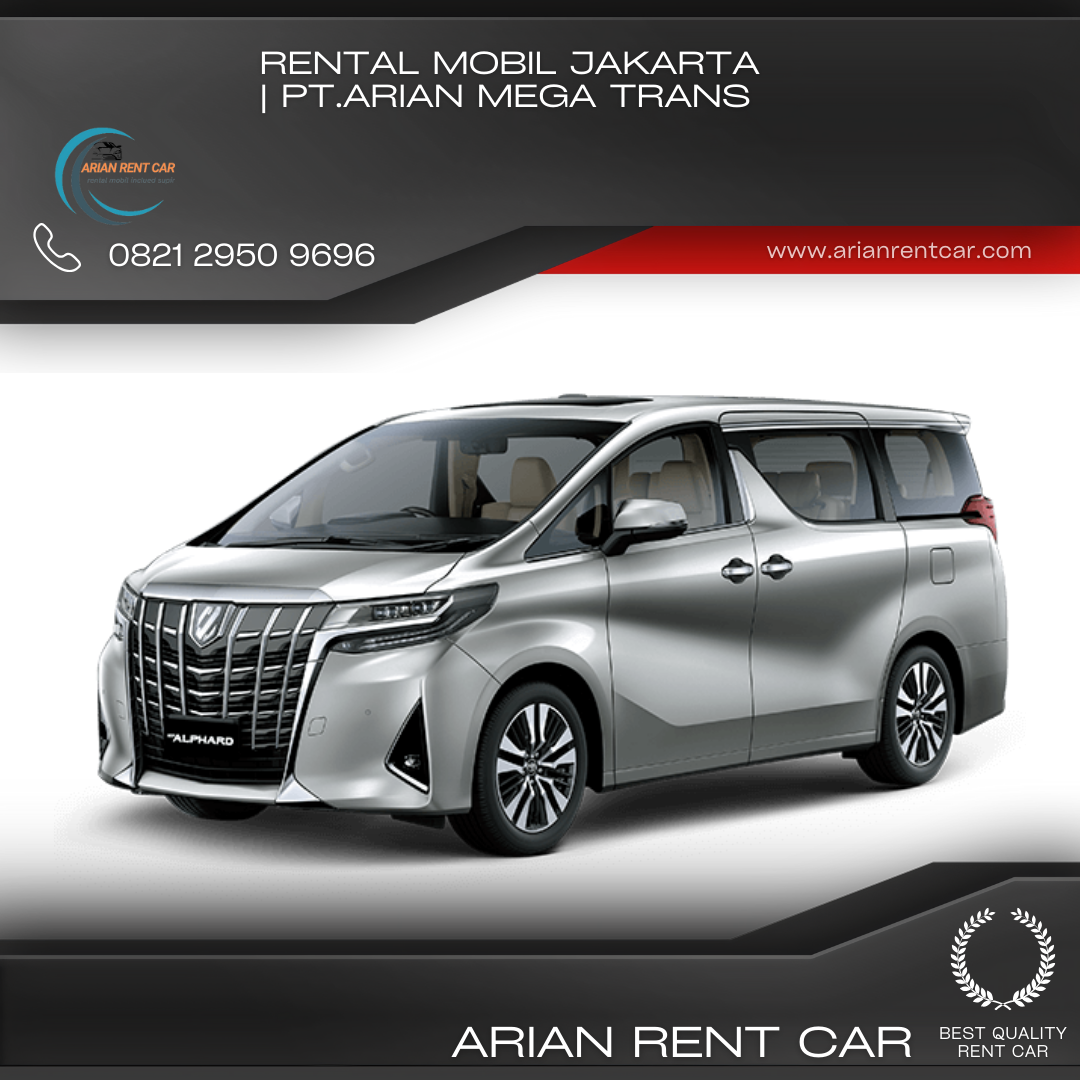 RENTAL MOBIL JAKARTA
| PT.ARIAN MEGA TRANS
ARIAN RENT CAR
0821 2950 9696
www.arianrentcar.com
ALPHARD
ARIAN RENT CAR
BEST QUALITY
RENT CAR